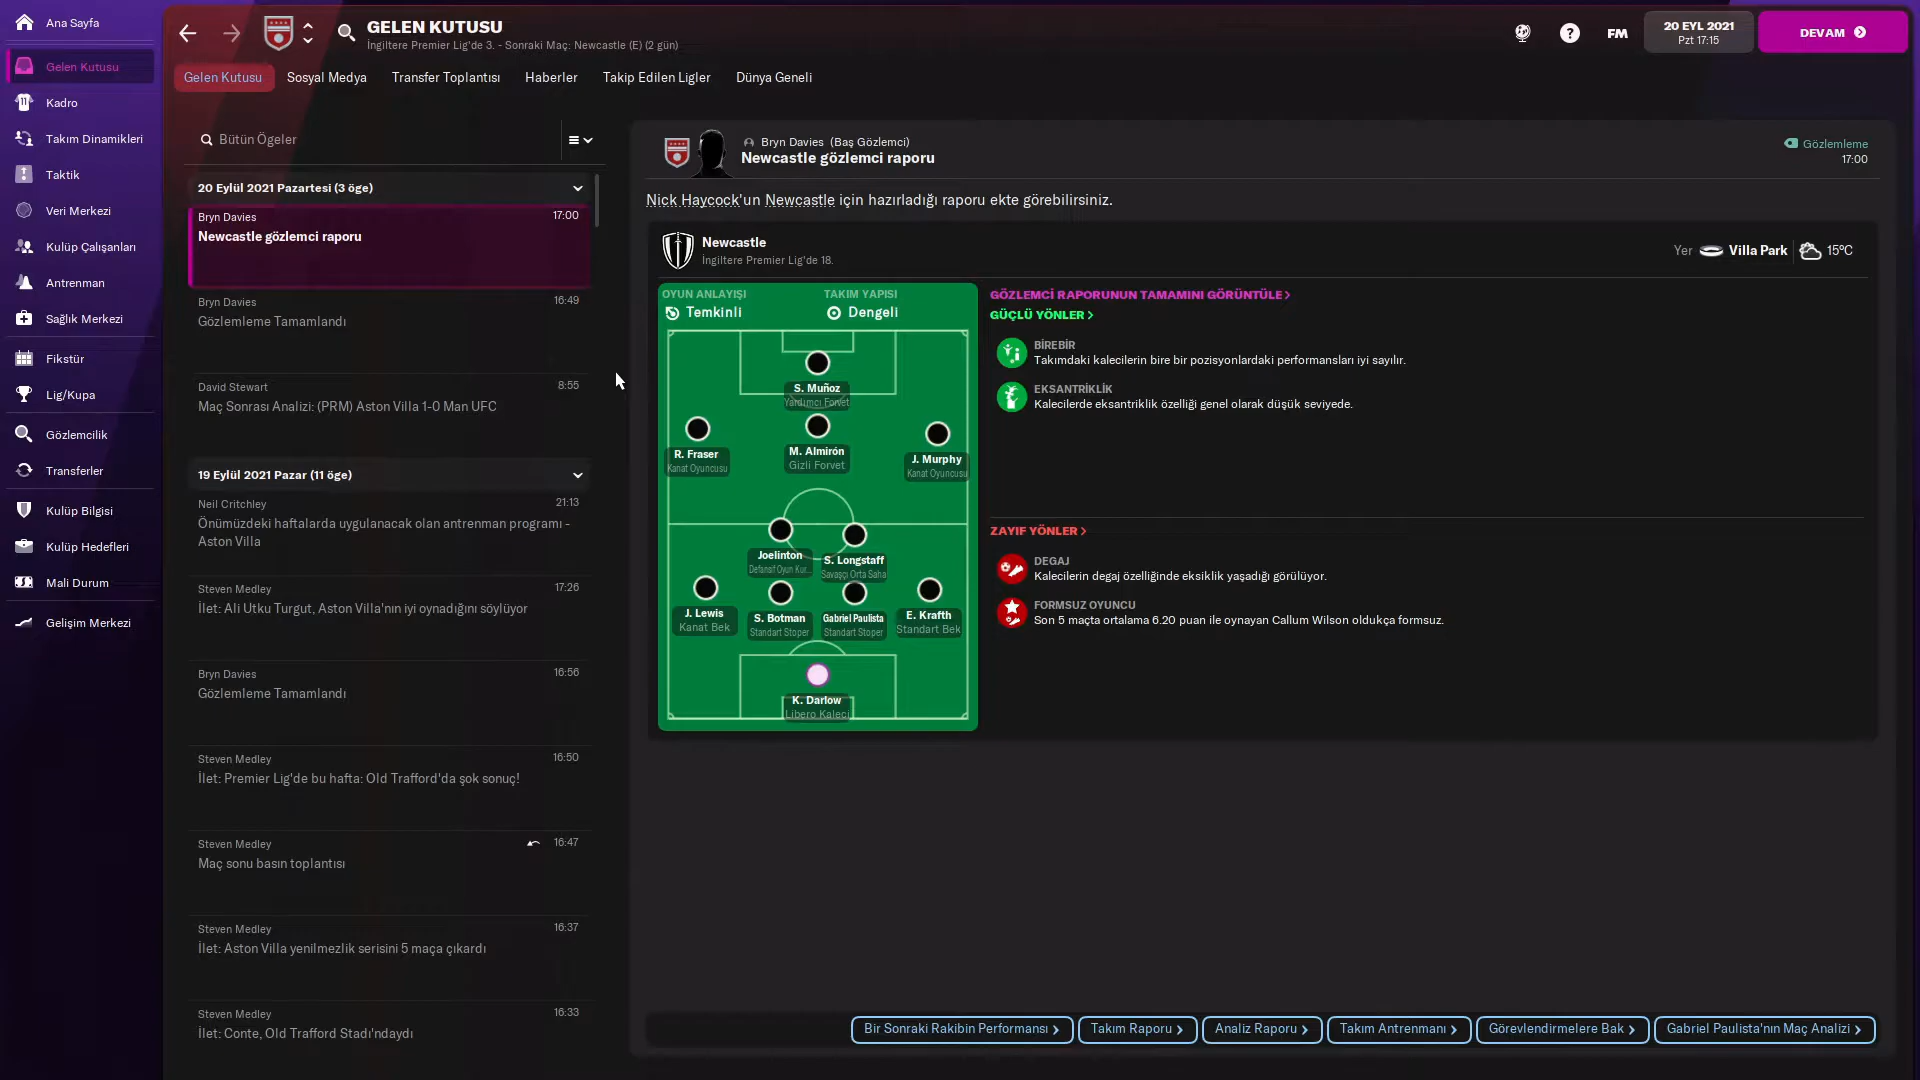 Ana Sayfa
Gelen Kutusu
Kadro
Takım Dinamikleri
Taktik
Veri Merkezi
Kulüp Çalışanları
Antrenman
Sağlık Merkezi
Fikstür
Lig/Kupa
Gözlemcilik
Transferler
Kulüp Bilgisi
Kulüp Hedefleri
Mali Durum
Gelişim Merkezi
GELEN KUTUSU
İngiltere Premier Lig'de 3. - Sonraki Maç: Newcastle (E) (2 gün)
FM
20 EYL 2021
Pzt 17:15
DEVAM
Gelen Kutusu
Sosyal Medya
Transfer Toplantısı
Haberler
Takip Edilen Ligler
Dünya Geneli
Bütün Ögeler
20 Eylül 2021 Pazartesi (3 öge)
Bryn Davies 17:00
Newcastle gözlemci raporu
Bryn Davies 16:49
Gözlemleme Tamamlandı
David Stewart 8:55
Maç Sonrası Analizi: (PRM) Aston Villa 1-0 Man UFC
19 Eylül 2021 Pazar (11 öge)
Neil Critchley 21:13
Önümüzdeki haftalarda uygulanacak olan antrenman programı -
Aston Villa
Steven Medley 17:26
İlet: Ali Utku Turgut, Aston Villa'nın iyi oynadığını söylüyor
Bryn Davies 16:56
Gözlemleme Tamamlandı
Steven Medley 16:50
İlet: Premier Lig'de bu hafta: Old Trafford'da şok sonuç!
Steven Medley 16:47
Maç sonu basın toplantısı
Steven Medley 16:37
İlet: Aston Villa yenilmezlik serisini 5 maça çıkardı
Steven Medley 16:33
İlet: Conte, Old Trafford Stadı'ndaydı
Bryn Davies (Baş Gözlemci)
Newcastle gözlemci raporu
Gözlemleme
17:00
Nick Haycock'un Newcastle için hazırladığı raporu ekte görebilirsiniz.
Newcastle
İngiltere Premier Lig'de 18.
Yer Villa Park 15°C
OYUN ANLAYIŞI
Temkinli
TAKIM YAPISI
Dengeli
S. Muñoz
Yardımcı Forvet
R. Fraser
Kanat Oyuncusu
M. Almirón
Gizli Forvet
J. Murphy
Kanat Oyuncusu
Joelinton
Defansif Oyun Kur...
S. Longstaff
Savaşçı Orta Saha
J. Lewis
Kanat Bek
S. Botman
Standart Stoper
Gabriel Paulista
Standart Stoper
E. Krafth
Standart Bek
K. Darlow
Libero Kaleci
GÖZLEMCİ RAPORUNUN TAMAMINI GÖRÜNTÜLE
GÜÇLÜ YÖNLER
BİREBİR
Takımdaki kalecilerin bire bir pozisyonlardaki performansları iyi sayılır.
EKSANTRİKLİK
Kalecilerde eksantriklik özelliği genel olarak düşük seviyede.
ZAYIF YÖNLER
DEGAJ
Kalecilerin degaj özelliğinde eksiklik yaşadığı görülüyor.
FORMSUZ OYUNCU
Son 5 maçta ortalama 6.20 puan ile oynayan Callum Wilson oldukça formsuz.
Bir Sonraki Rakibin Performansı
Takım Raporu
Analiz Raporu
Takım Antrenmanı
Görevlendirmelere Bak
Gabriel Paulista'nın Maç Analizi